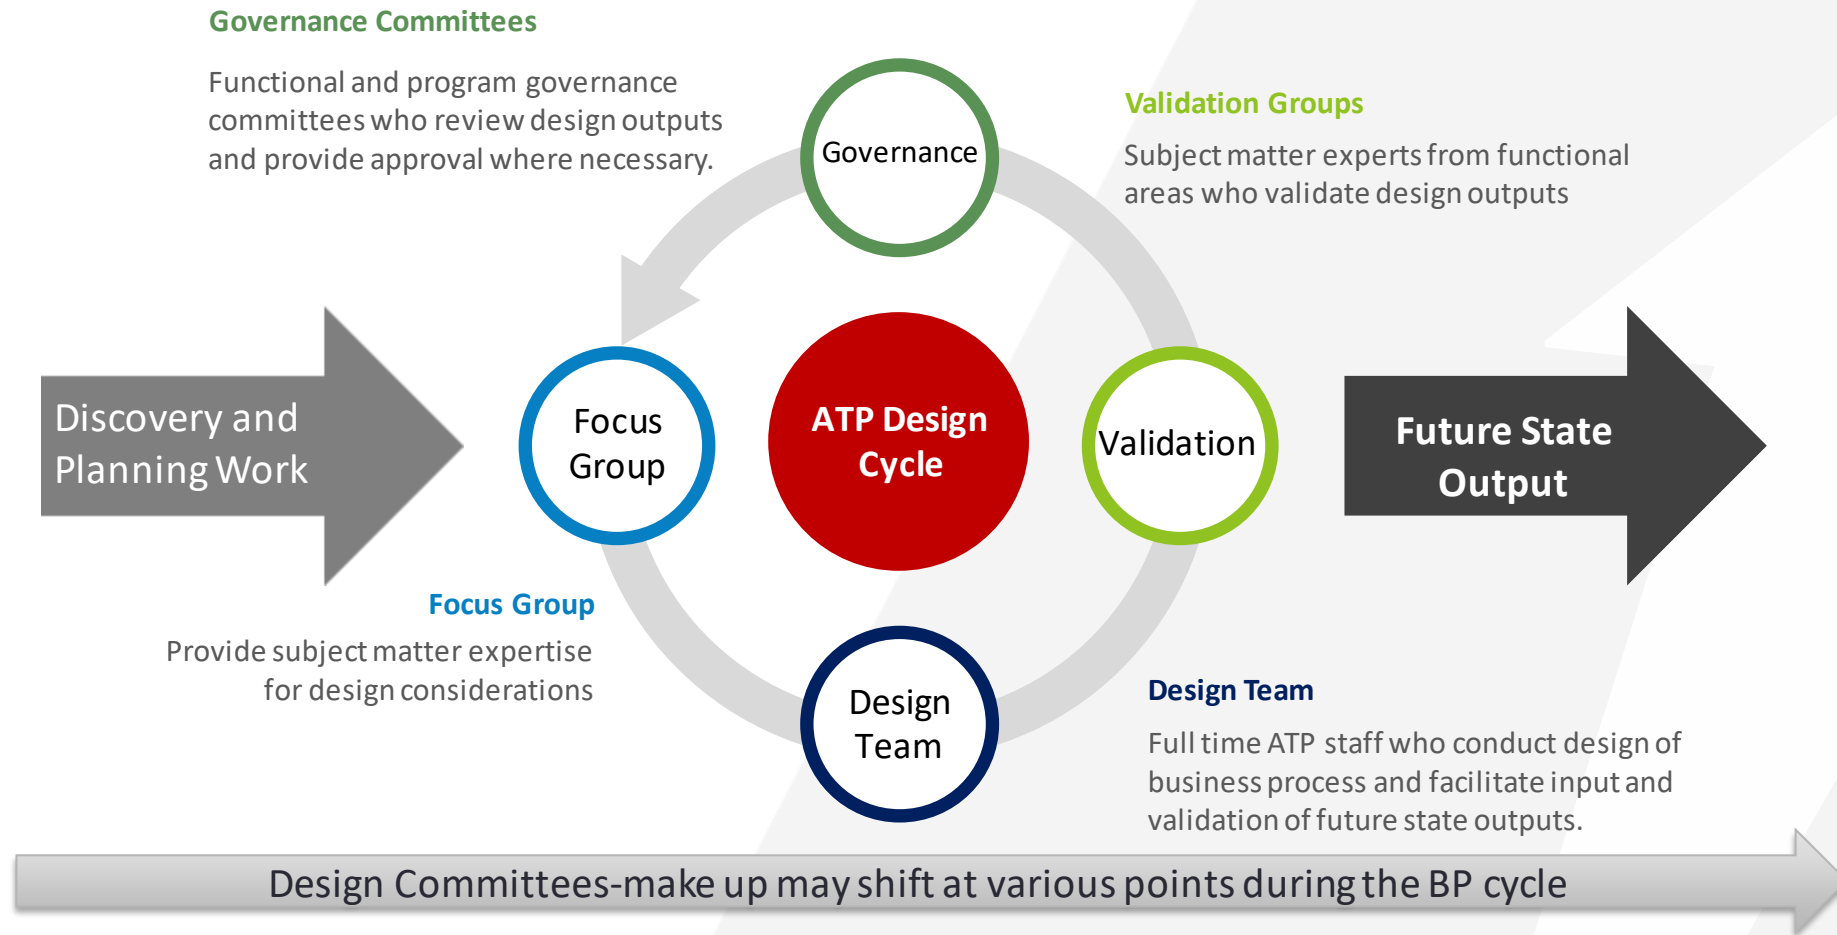 Governance Committees
Functional and program governance
committees who review design outputs
and provide approval where necessary.
Governance
Validation Groups
Subject matter experts from functional
areas who validate design outputs
Discovery and
Planning Work
Focus
Group
ATP Design
Cycle
Validation
Future State
Output
Focus Group
Provide subject matter expertise
for design considerations
Design
Team
Design Team
Full time ATP staff who conduct design of
business process and facilitate input and
validation of future state outputs.
Design Committees-make up may shift at various points during the BP cycle